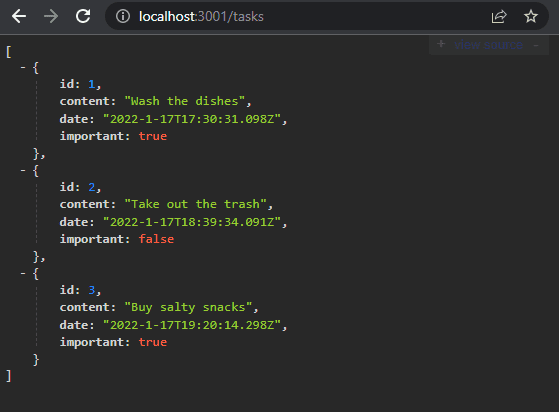 localhost:3001/tasks
[
- {
id: 1,
content: "Wash the dishes",
date: "2022-1-17T17:30:31.098Z",
important: true
},
- {
id: 2,
content: "Take out the trash",
date: "2022-1-17T18:39:34.091Z",
important: false
},
- {
id: 3,
content: "Buy salty snacks",
date: "2022-1-17T19:20:14.298Z",
important: true
}
]